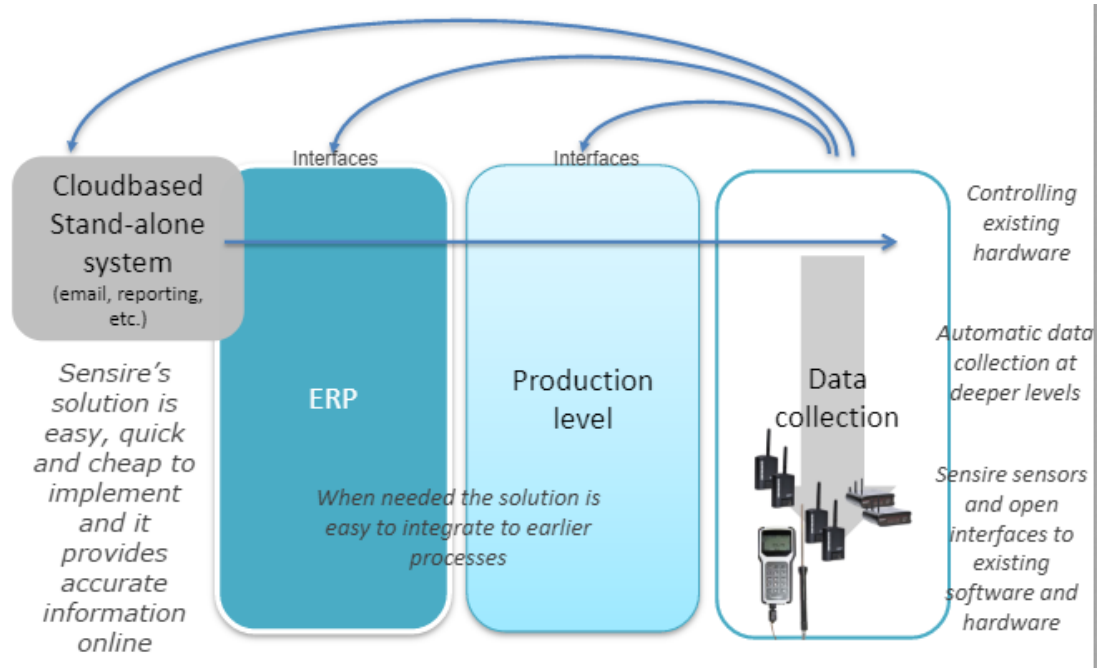 Interfaces
Interfaces
Cloudbased
Stand-alone
system
(email, reporting,
etc.)
Sensire’s
solution is
easy, quick
and cheap to
implement
and it
provides
accurate
information
online
ERP
Production
level
When needed the solution is
easy to integrate to earlier
processes
Data
collection
Controlling
existing
hardware
Automatic data
collection at
deeper levels
Sensire sensors
and open
interfaces to
existing
software and
hardware